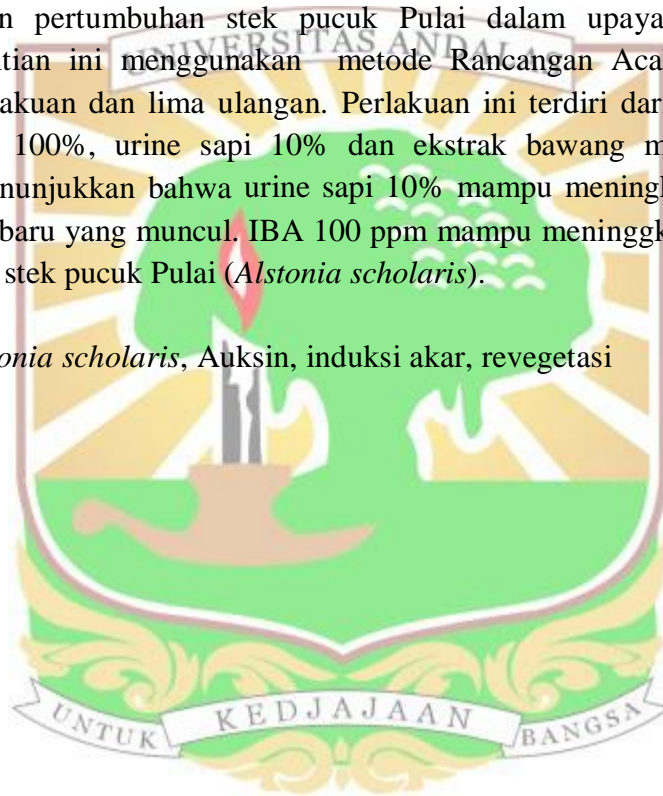 n pertumbuhan stek pucuk Pulai dalam upaya
UNIVERSITAS ANDALAS
tian ini menggunakan metode Rancangan Aca
akuan dan lima ulangan. Perlakuan ini terdiri dar
100%, urine sapi 10% dan ekstrak bawang m
nunjukkan bahwa urine sapi 10% mampu mening
baru yang muncul. IBA 100 ppm mampu meninggk
stek pucuk Pulai (Alstonia scholaris).
onia scholaris, Auksin, induksi akar, revegetasi
UNTUK KEDJAJAAN BANGSA